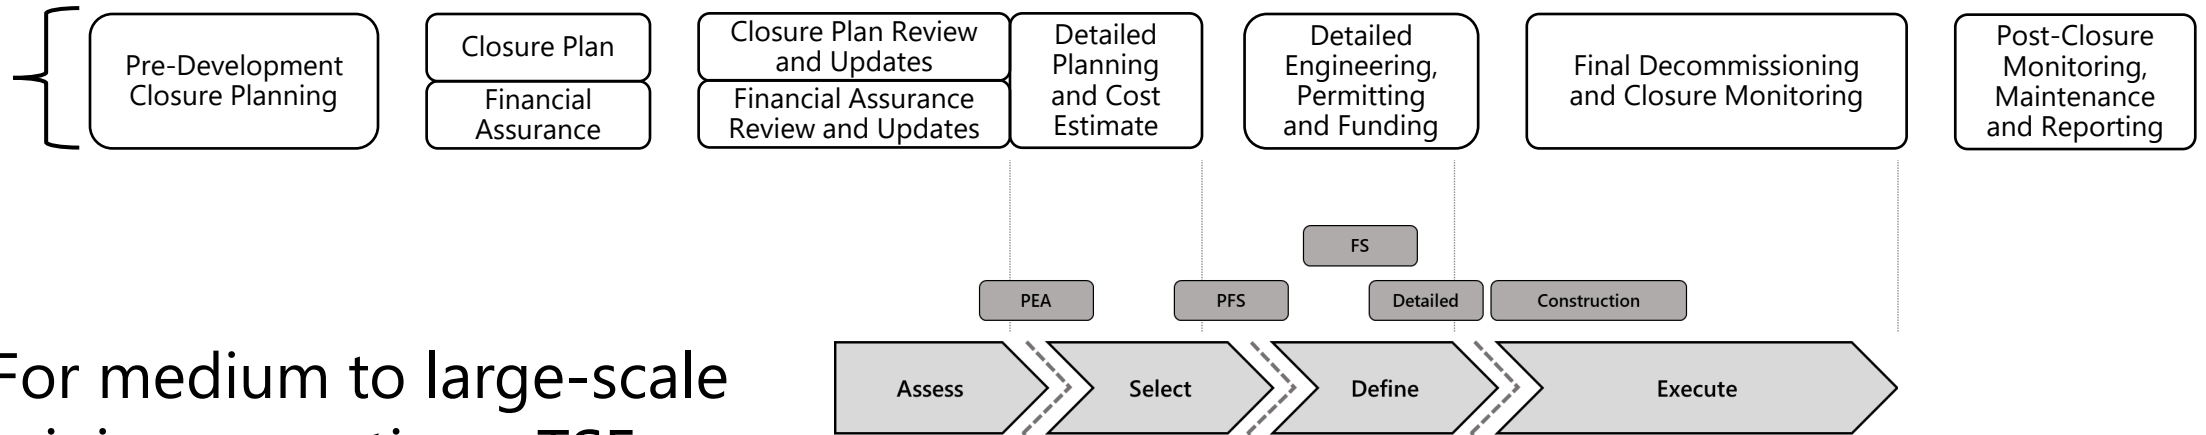 Pre-Development
Closure Planning
Closure Plan
Financial
Assurance
Closure Plan Review
and Updates
Financial Assurance
Review and Updates
Detailed
Planning
and Cost
Estimate
Detailed
Engineering,
Permitting
and Funding
Final Decommissioning
and Closure Monitoring
Post-Closure
Monitoring,
Maintenance
and Reporting
FS
PEA
PFS
Detailed
Construction
Assess
Select
Define
Execute
For medium to large-scale